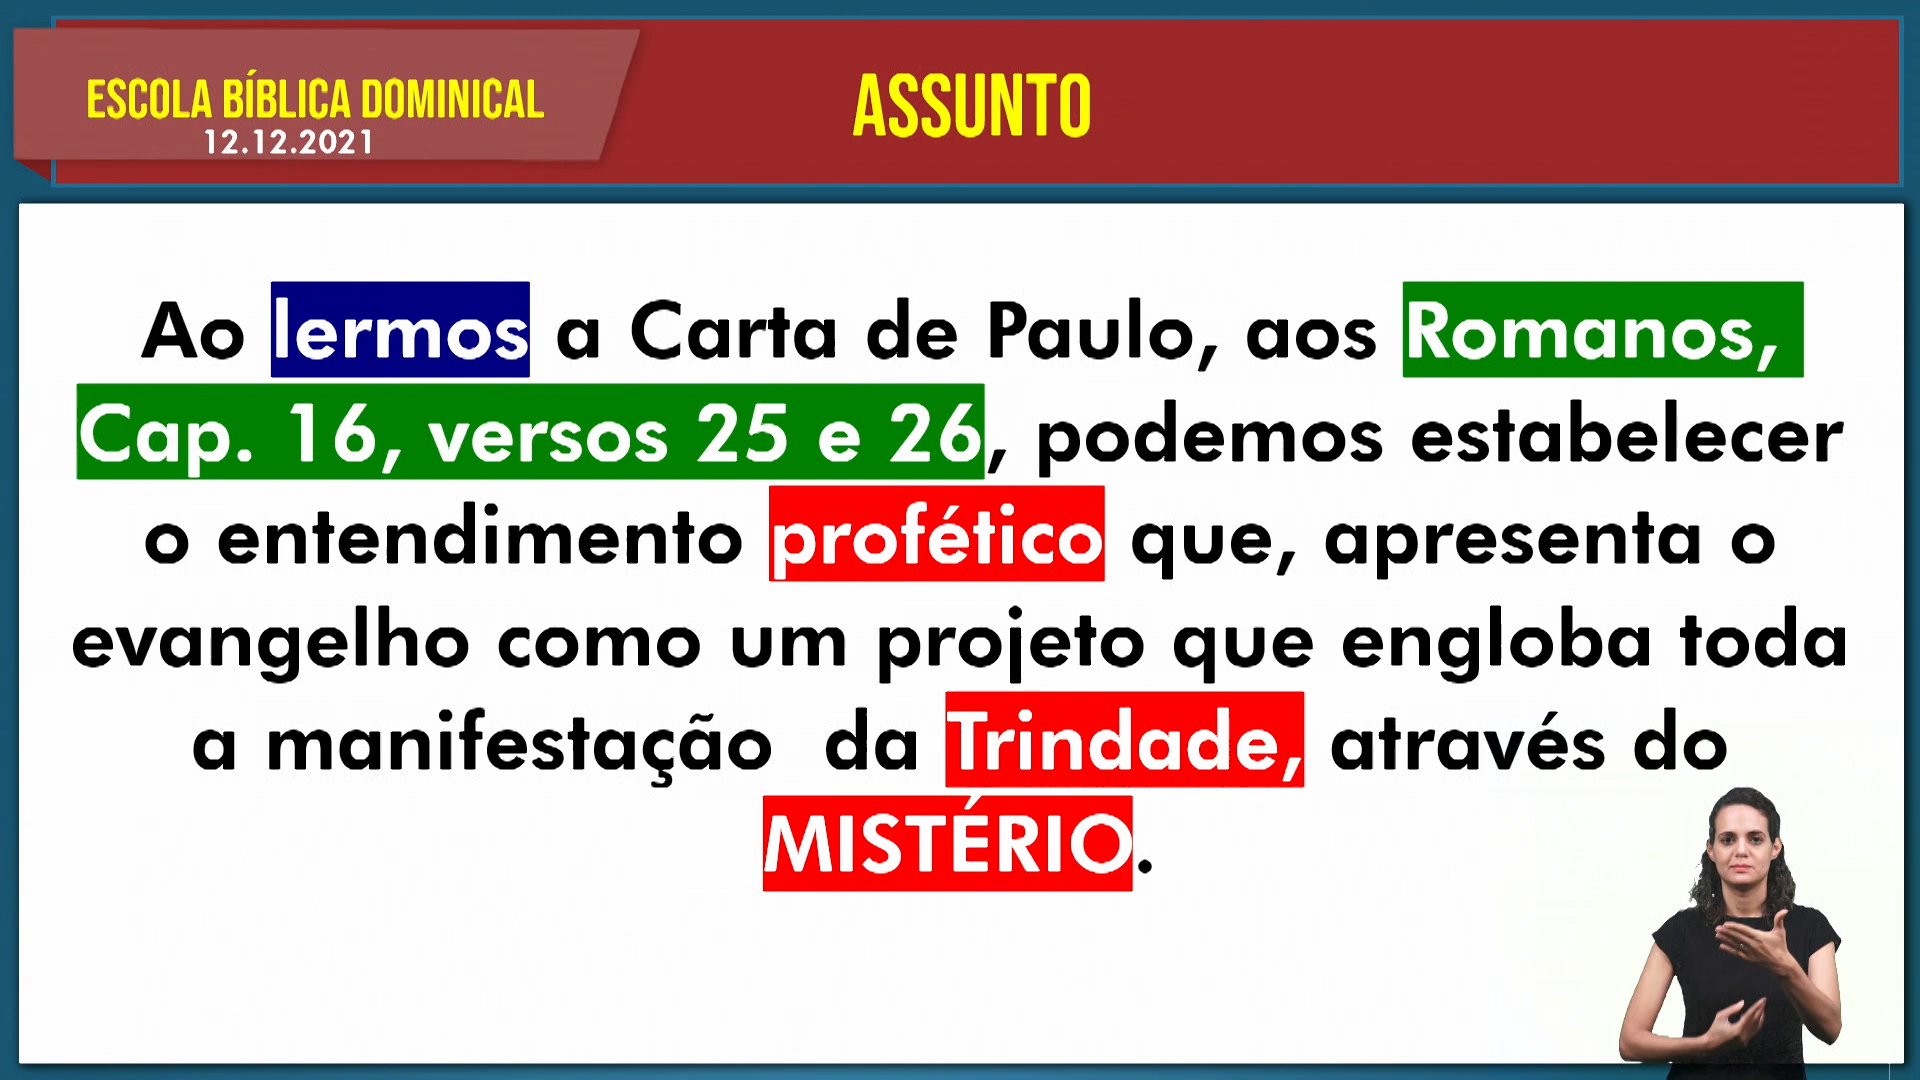 ESCOLA BÍBLICA DOMINICAL
12.12.2021
ASSUNTO
Ao lermos a Carta de Paulo, aos Romanos,
Cap. 16, versos 25 e 26, podemos estabelecer
o entendimento profético que, apresenta o
evangelho como um projeto que engloba toda
a manifestação da Trindade, através do
MISTÉRIO.